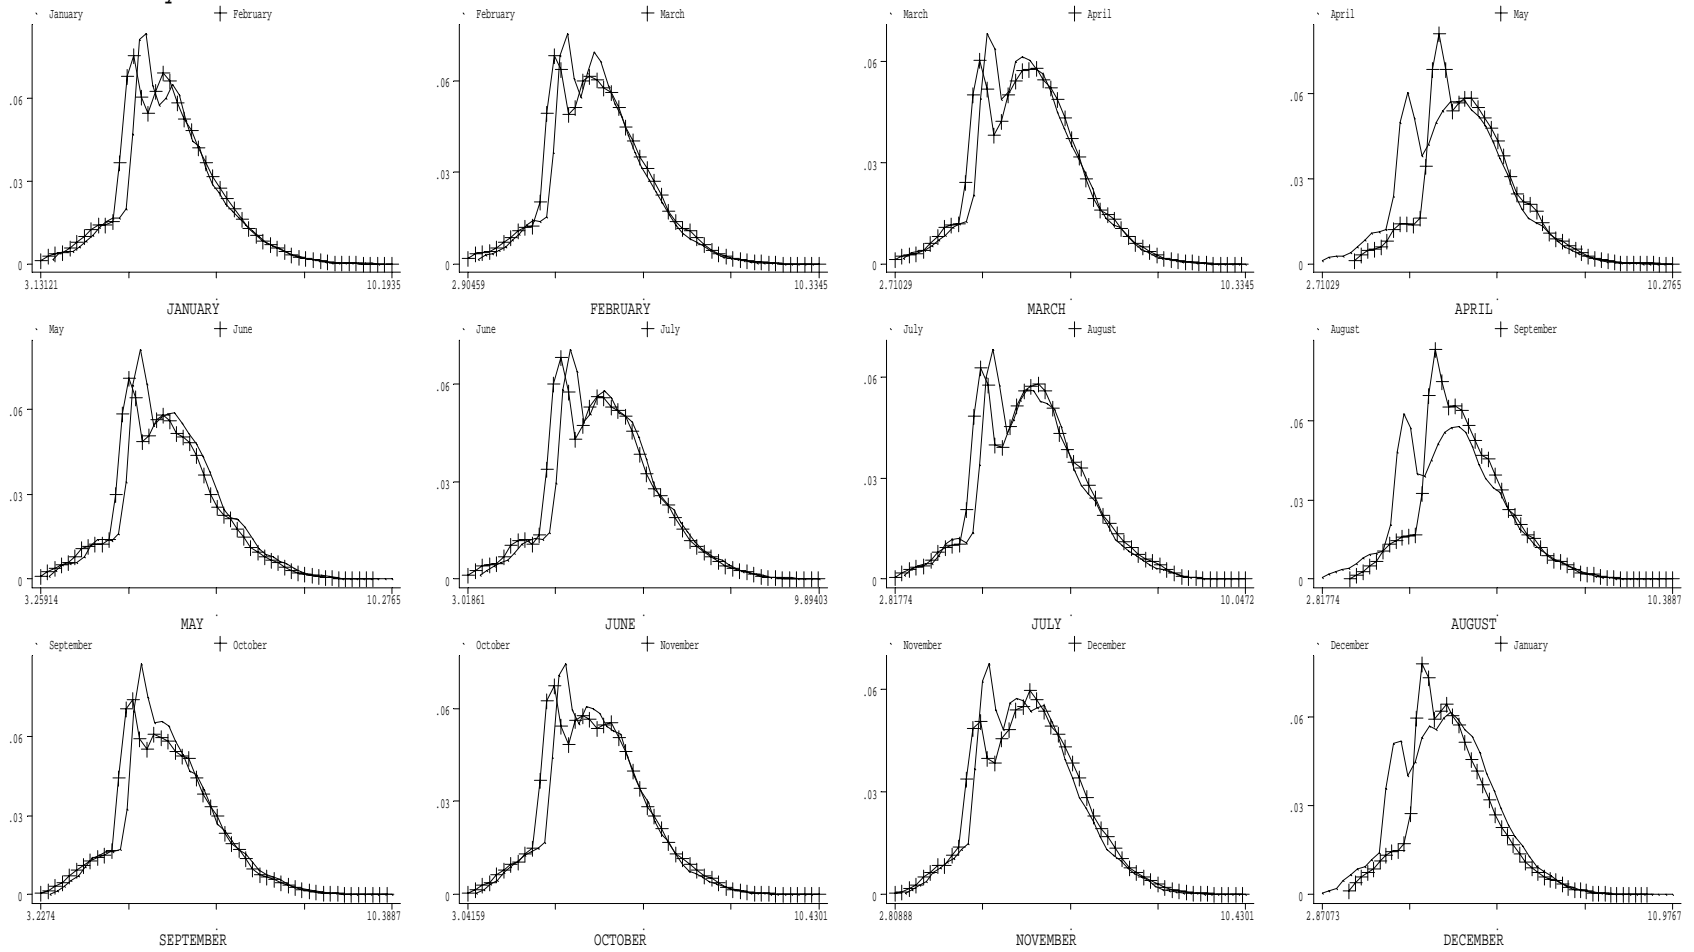 January February
February March
March April
April May
.06 .06 .06 .06
.03 .03 .03 .03
0 0 0 0
3.13121 10.1935 2.90459 10.3345 2.71029 10.3345 2.71029 10.2765
JANUARY FEBRUARY MARCH APRIL
May June
June July
July August
August September
.06 .06 .06 .06
.03 .03 .03 .03
0 0 0 0
3.25914 10.2765 3.01861 9.89403 2.81774 10.0472 2.81774 10.3887
MAY JUNE JULY AUGUST
September October
October November
November December
December January
.06 .06 .06 .06
.03 .03 .03 .03
0 0 0 0
3.2274 10.3887 3.04159 10.4301 2.80888 10.4301 2.87073 10.9767
SEPTEMBER OCTOBER NOVEMBER DECEMBER